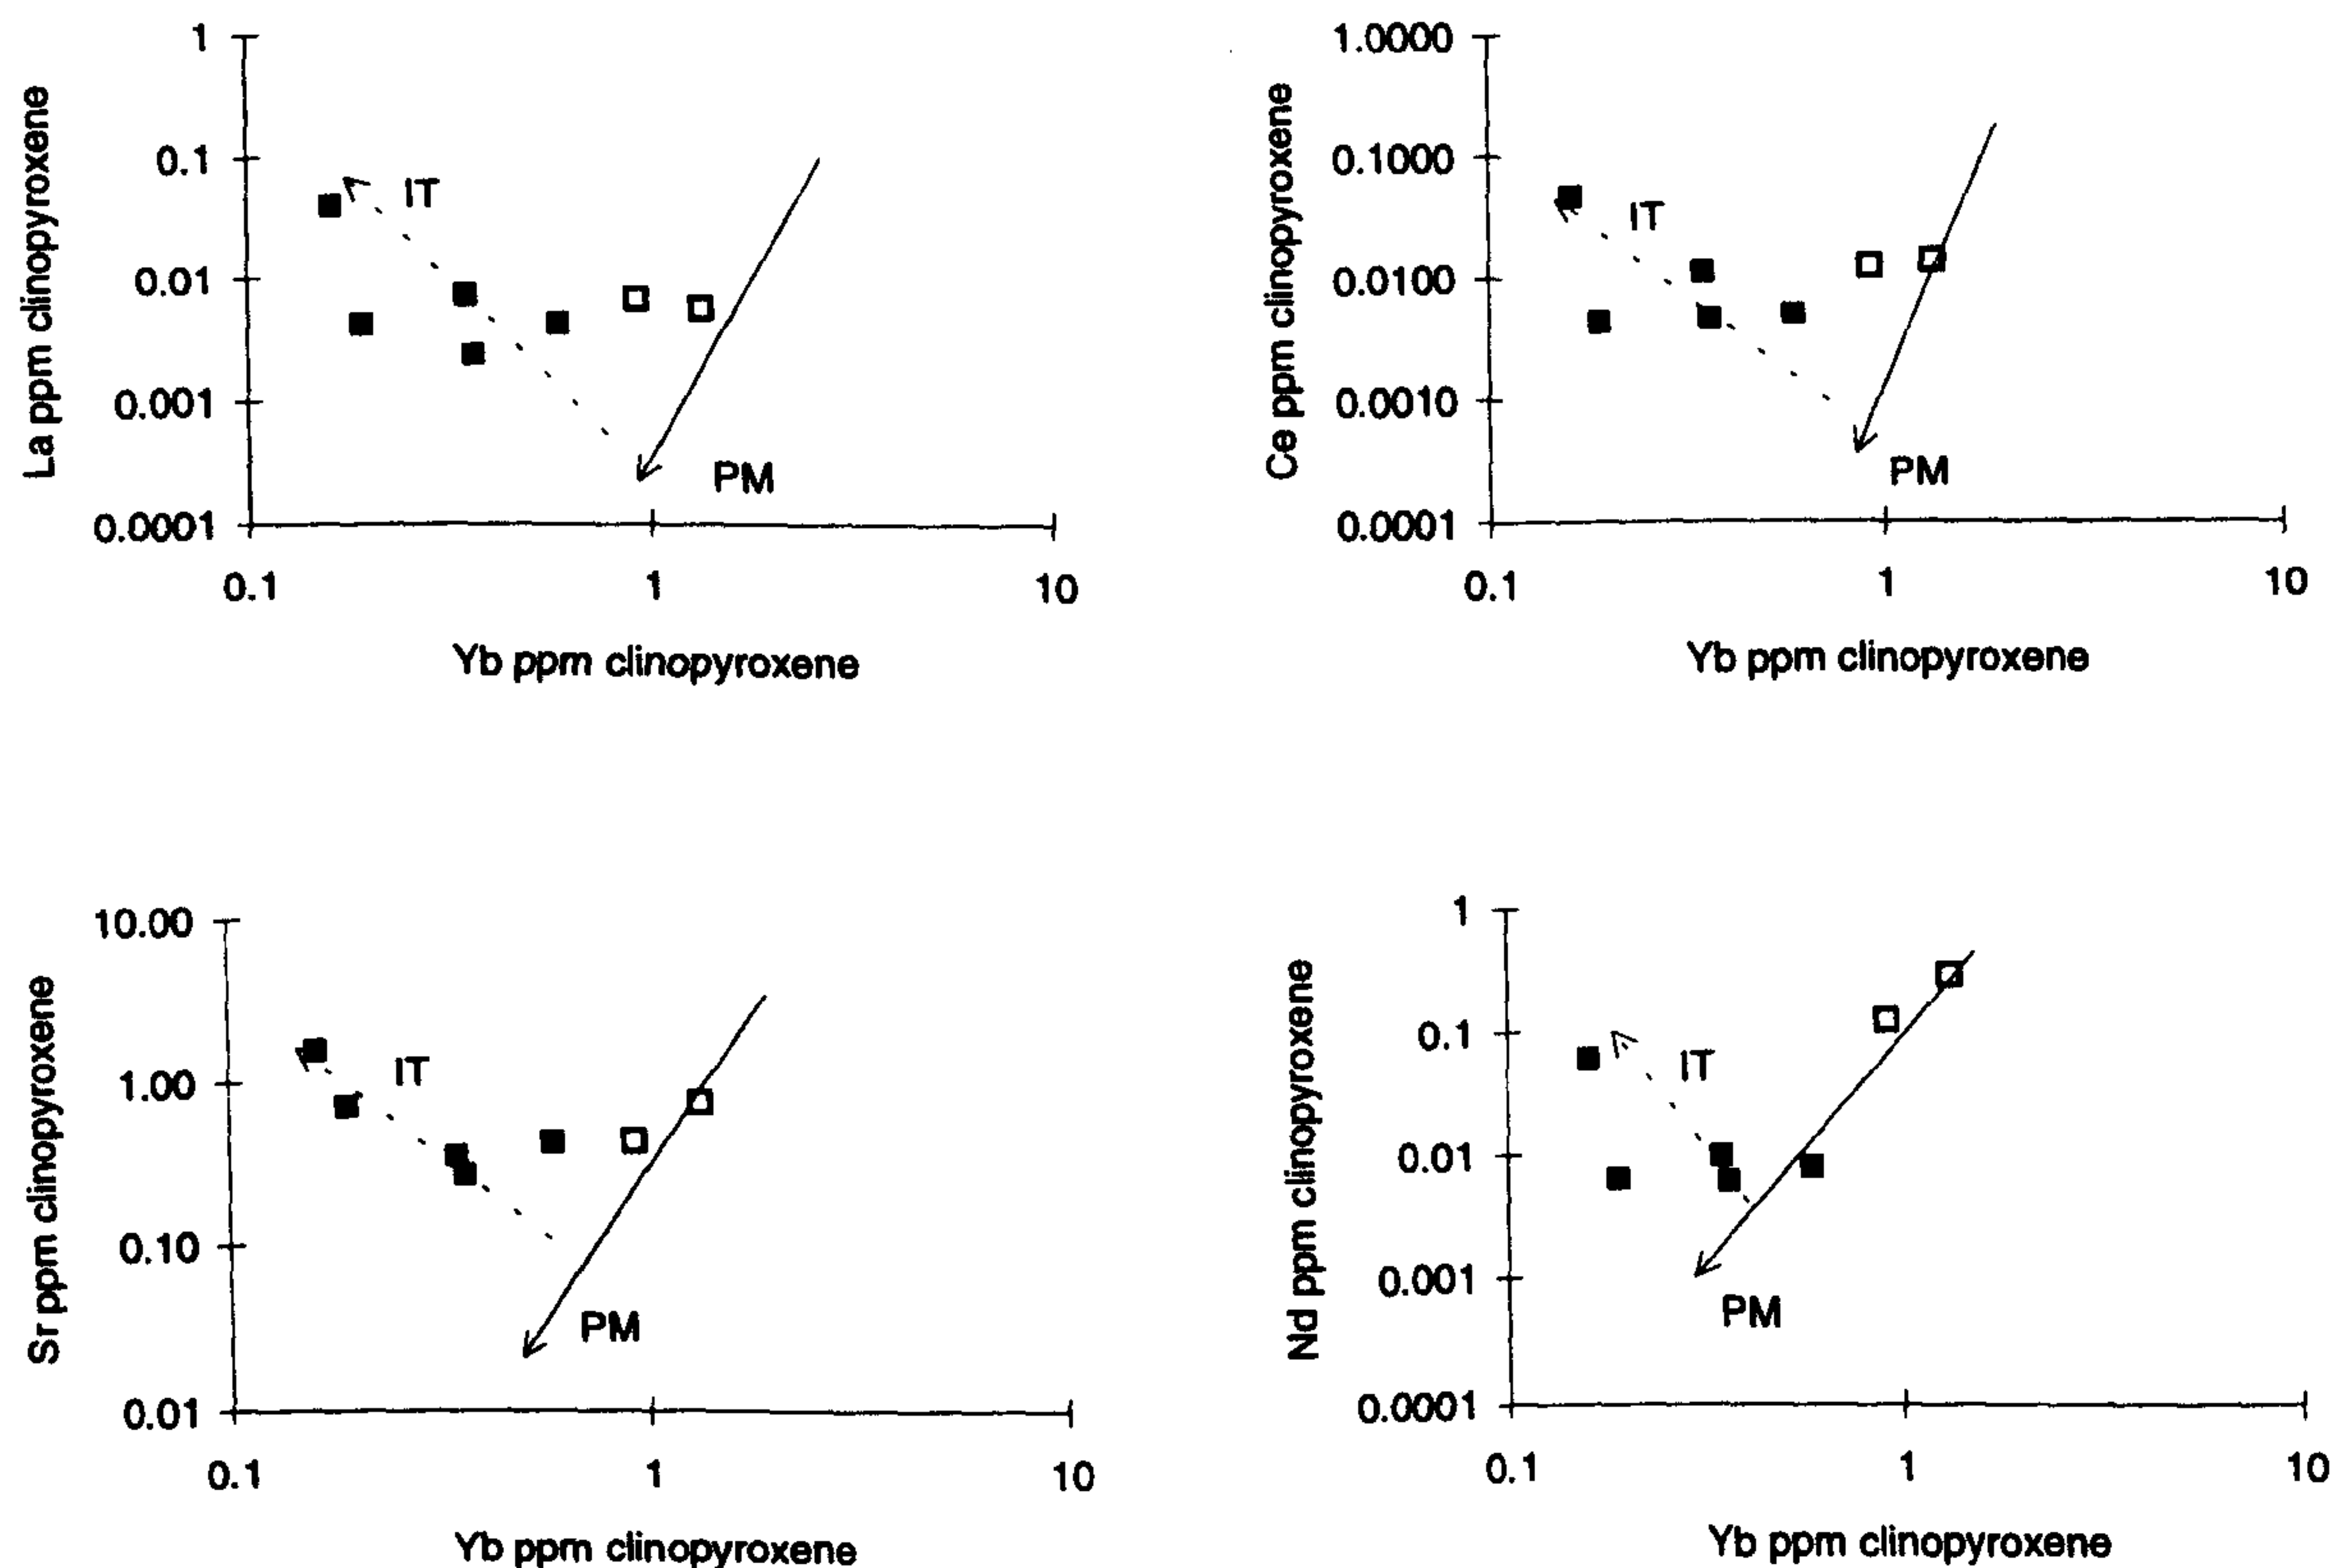 La ppm clinopyroxene
1
0.1
0.01
0.001
0.0001
IT
PM
0.1
1
10
Yb ppm clinopyroxene
Ce ppm clinopyroxene
1.0000
0.1000
0.0100
0.0010
0.0001
IT
PM
0.1
1
10
Yb ppm clinopyroxene
Sr ppm clinopyroxene
10.00
1.00
0.10
0.01
IT
PM
0.1
1
10
Yb ppm clinopyroxene
Nd ppm clinopyroxene
1
0.1
0.01
0.001
0.0001
IT
PM
0.1
1
10
Yb ppm clinopyroxene